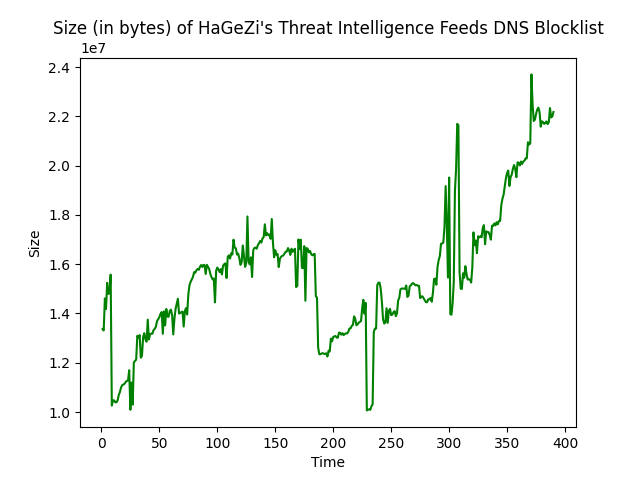 Size (in bytes) of HaGeZi's Threat Intelligence Feeds DNS Blocklist
1e7
2.4
2.2
2.0
1.8
1.6
1.4
1.2
1.0
Size
0 50 100 150 200 250 300 350 400
Time